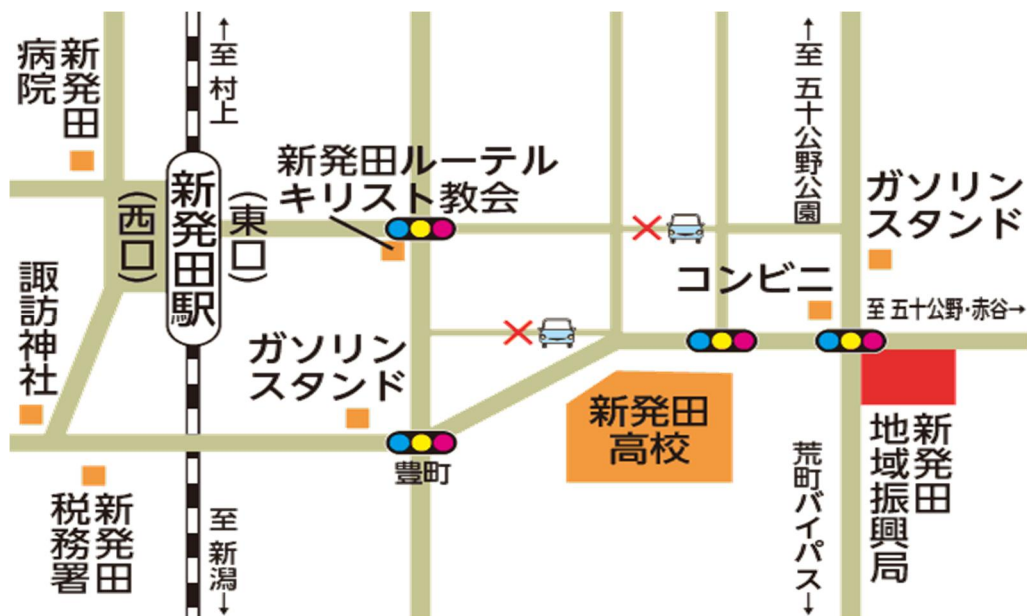 新発田
病院
←至 村上
新発田ルーテル
キリスト教会
←至 五十公野公園
ガソリン
スタンド
(西口)
新発田駅
(東口)
コンビニ
至 五十公野・赤谷→
諏訪神社
ガソリン
スタンド
新発田
高校
豊町
新発田
地域振興局
荒町バイパス→
新発田
税務署
至 新潟→